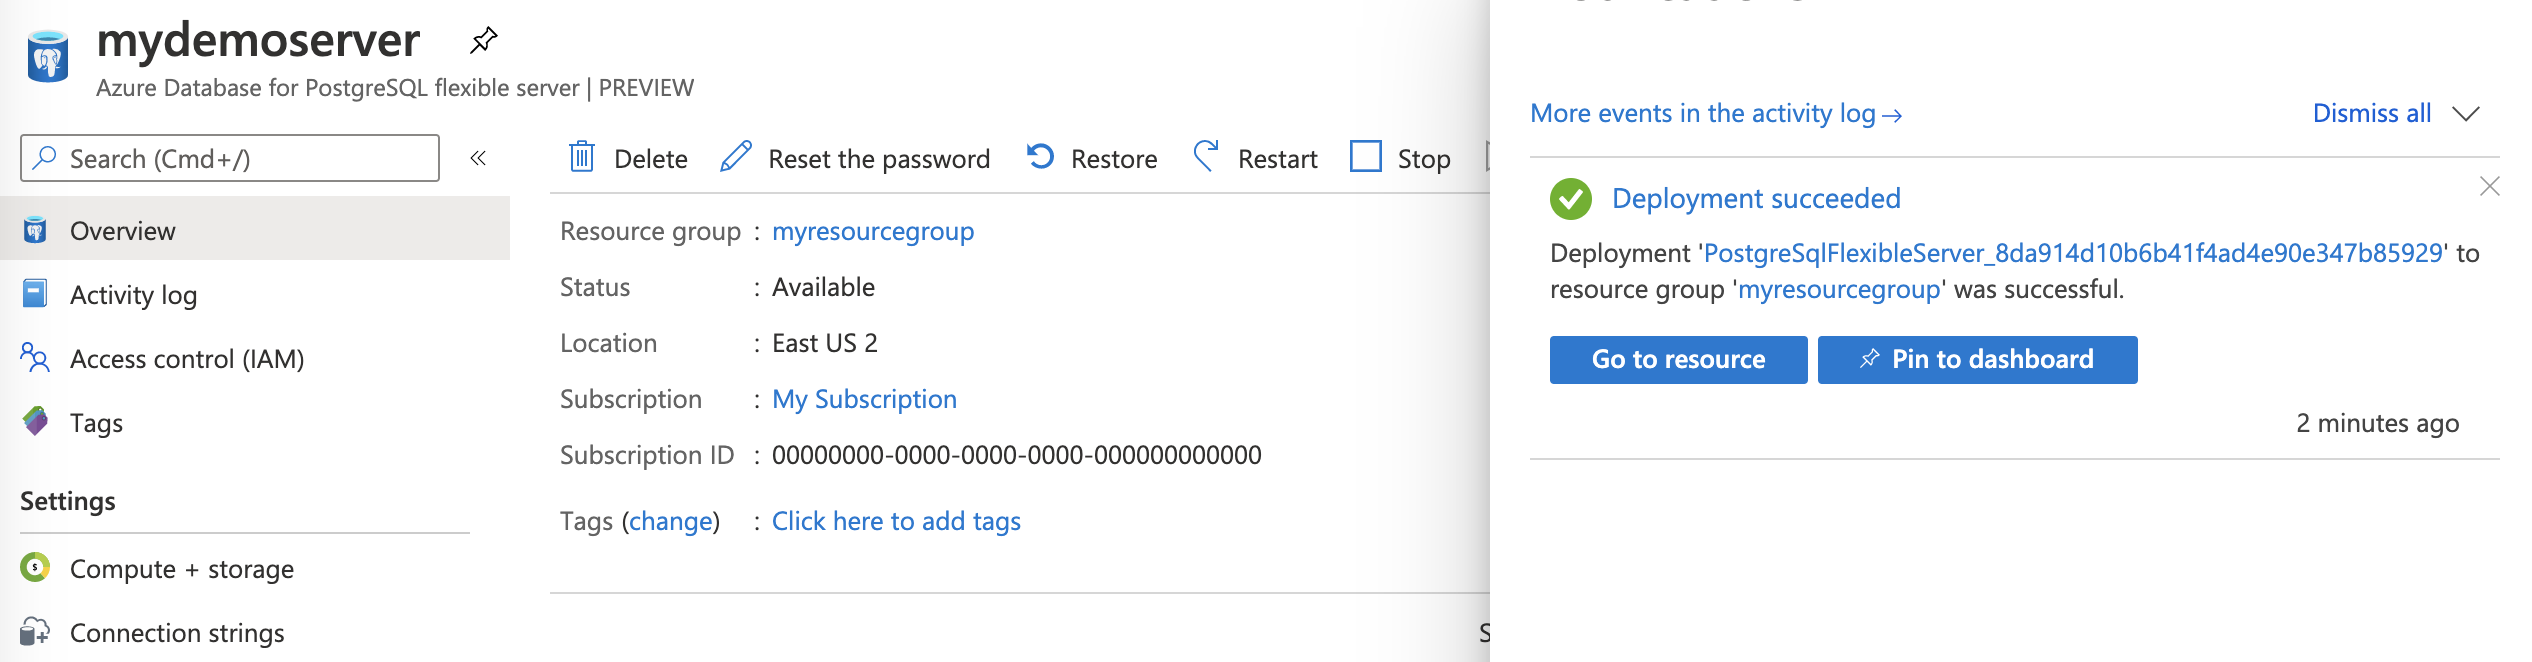 mydemoserver
Azure Database for PostgreSQL flexible server | PREVIEW
Search (Cmd+/)
«
Overview
Activity log
Access control (IAM)
Tags
Settings
Compute + storage
Connection strings
Delete
Reset the password
Restore
Restart
Stop
Resource group : myresourcegroup
Status : Available
Location : East US 2
Subscription : My Subscription
Subscription ID : 00000000-0000-0000-0000-000000000000
Tags (change) : Click here to add tags
More events in the activity log →
Dismiss all
Deployment succeeded
Deployment 'PostgreSqlFlexibleServer_8da914d10b6b41f4ad4e90e347b85929' to
resource group 'myresourcegroup' was successful.
Go to resource
Pin to dashboard
2 minutes ago